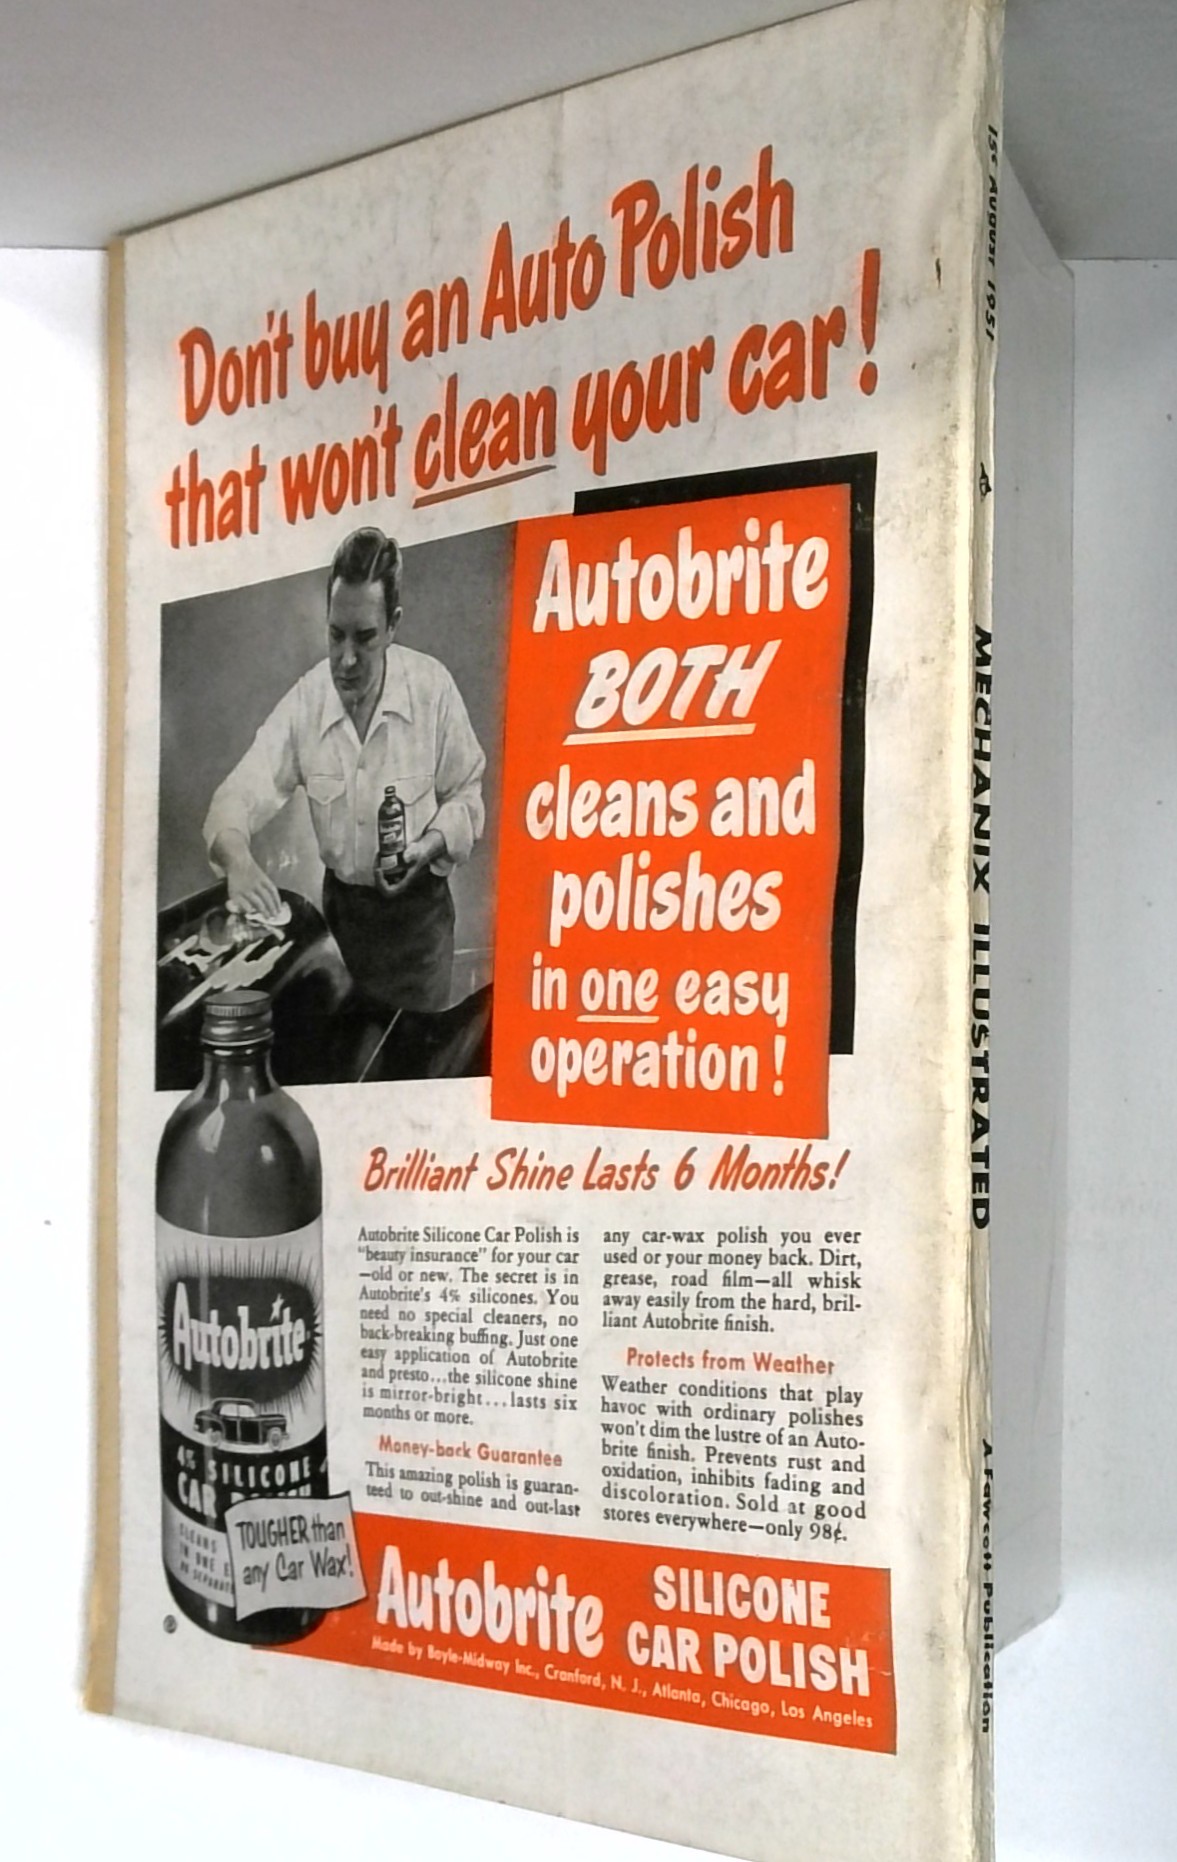 Don't buy an Auto Polish
that won't clean your car!
Autobrite
BOTH
cleans and
polishes
in one easy
operation!
Brilliant Shine Lasts 6 Months!
Autobrite Silicone Car Polish is
"beauty insurance" for your car
—old or new. The secret is in
Autobrite's 4% silicones. You
need no special cleaners, no
back-breaking buffing. Just one
easy application of Autobrite
and presto...the silicone shine
is mirror-bright...lasts six
months or more.
Money-back Guarantee
This amazing polish is guaran-
teed to out-shine and out-last
any car-wax polish you ever
used or your money back. Dirt,
grease, road film—all whisk
away easily from the hard, bril-
liant Autobrite finish.
Protects from Weather
Weather conditions that play
havoc with ordinary polishes
won't dim the lustre of an Auto-
brite finish. Prevents rust and
oxidation, inhibits fading and
discoloration. Sold at good
stores everywhere—only 98¢.
Autobrite
4% SILICONE
CAR
CLEANS
IN ONE
TOUGHER than
any Car Wax!
Autobrite
SILICONE
CAR POLISH
Made by Boyle-Midway Inc., Cranford, N. J., Atlanta, Chicago, Los Angeles
15¢ August 1951
MECHANIX ILLUSTRATED
A Fawcett Publication